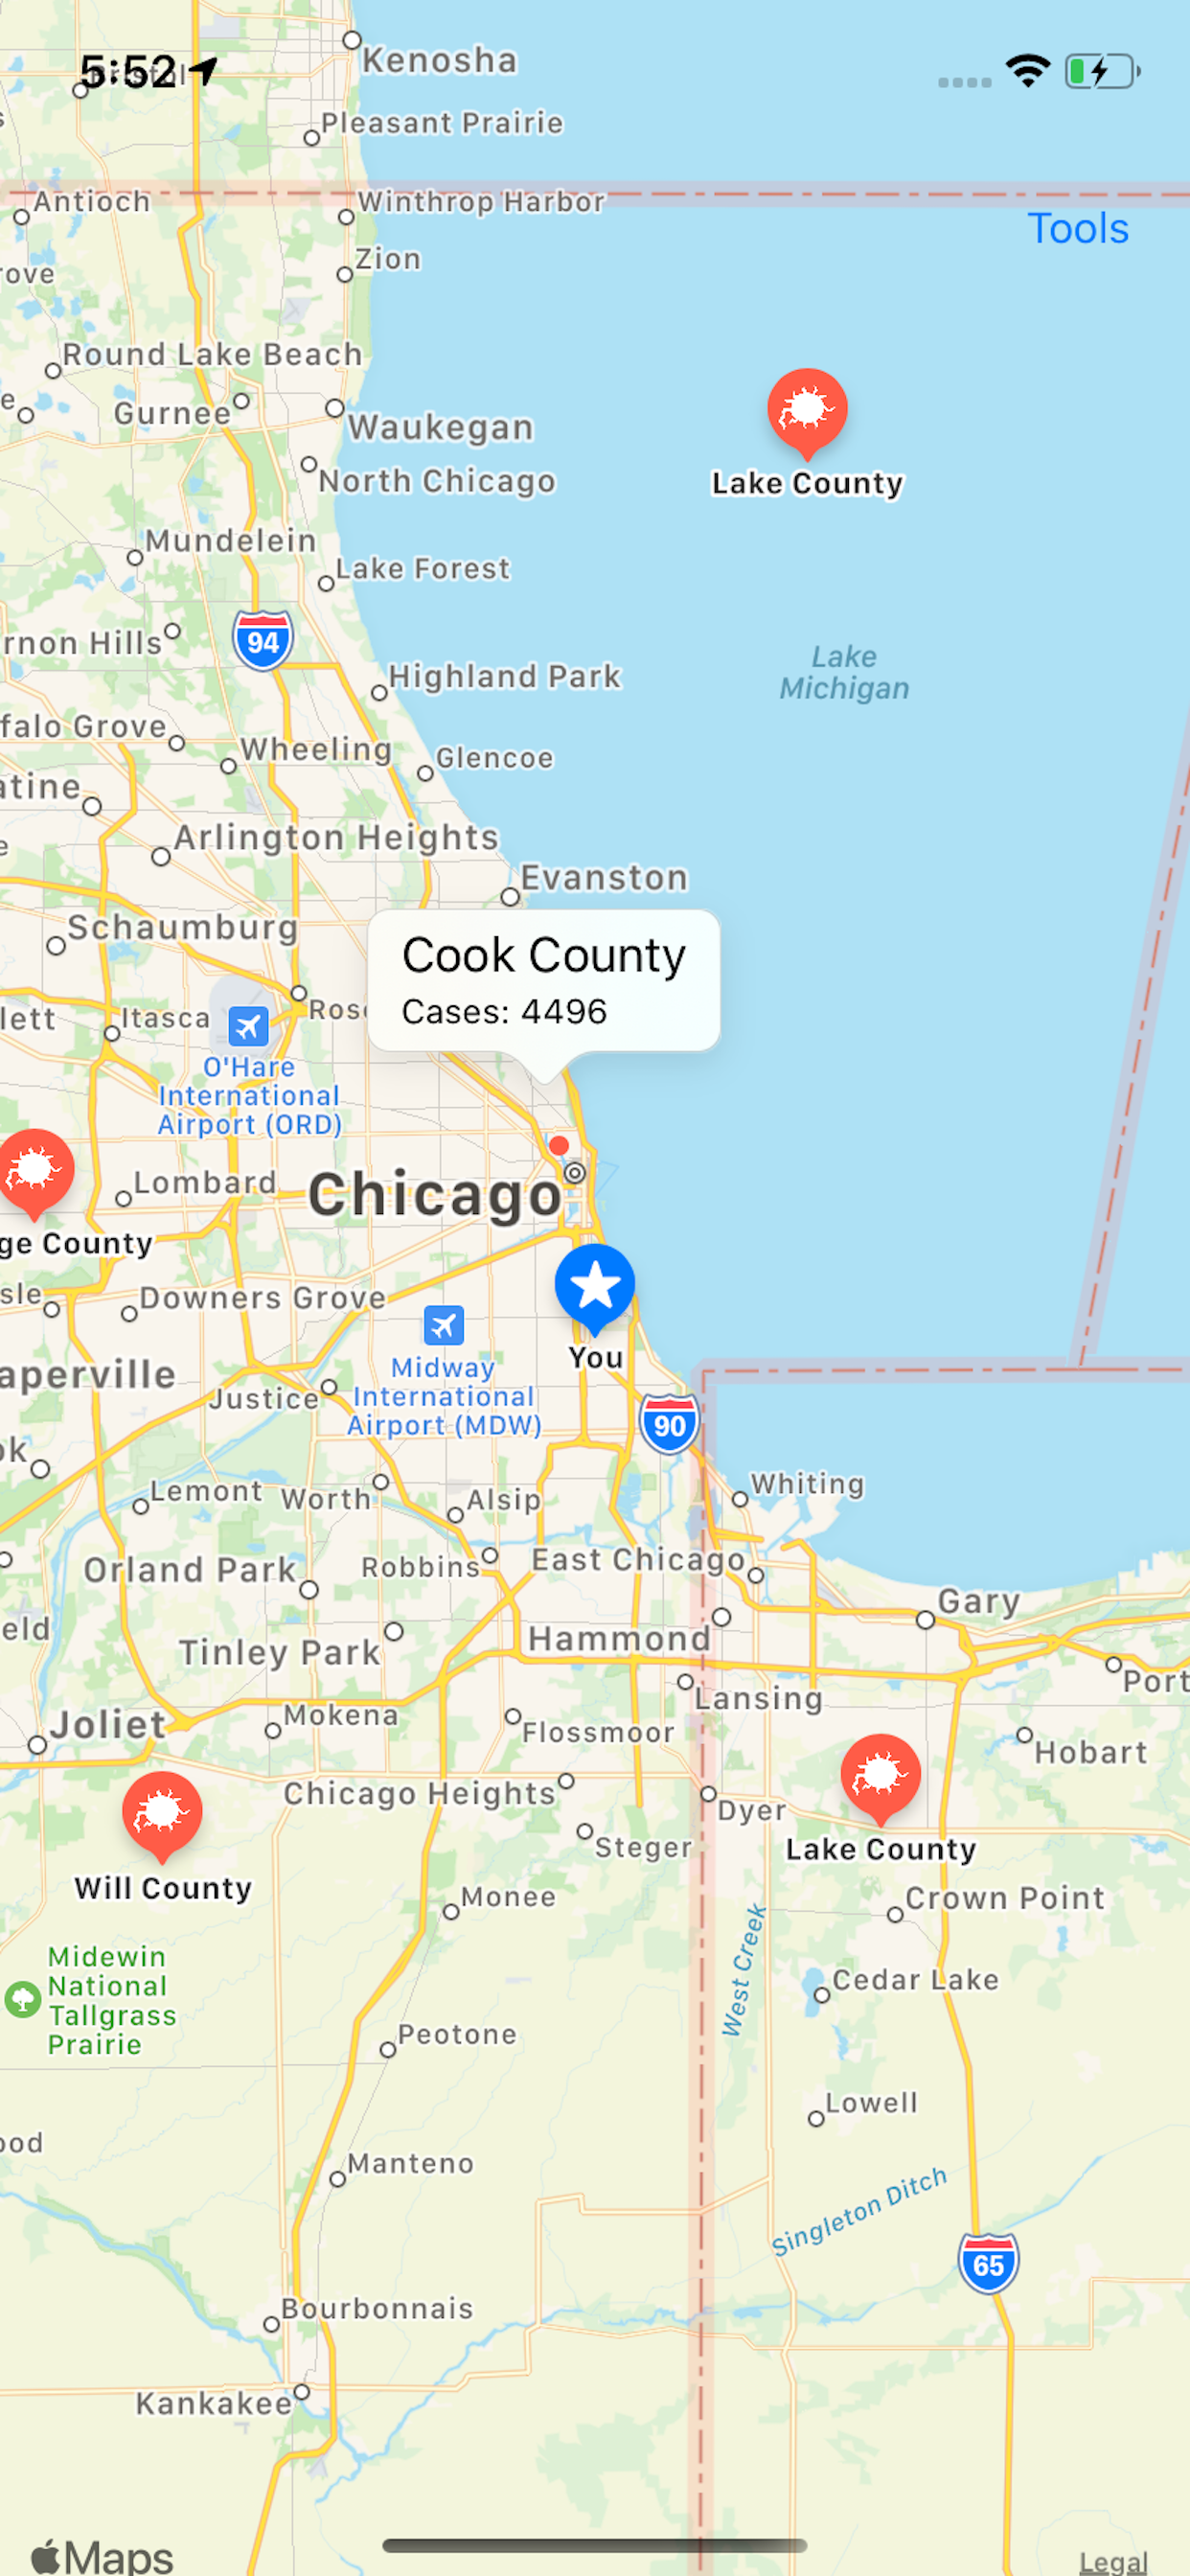 5:52
Kenosha
Pleasant Prairie
Antioch
Winthrop Harbor
Tools
Zion
Round Lake Beach
Gurnee
Waukegan
North Chicago
Lake County
Mundelein
Lake Forest
94
Highland Park
Lake
Michigan
Wheeling
Glencoe
Arlington Heights
Evanston
Schaumburg
Cook County
Cases: 4496
Itasca
O'Hare
International
Airport (ORD)
Lombard
Chicago
ge County
Downers Grove
You
Midway
International
Airport (MDW)
aperville
Justice
90
Lemont
Worth
Alsip
Whiting
Orland Park
Robbins
East Chicago
Gary
Tinley Park
Hammond
Port
Lansing
Joliet
Mokena
Flossmoor
Hobart
Chicago Heights
Dyer
Steger
Lake County
Will County
Monee
Crown Point
Midewin
National
Tallgrass
Prairie
West Creek
Cedar Lake
Peotone
Lowell
Manteno
Singleton Ditch
65
Bourbonnais
Kankakee
Maps
Legal